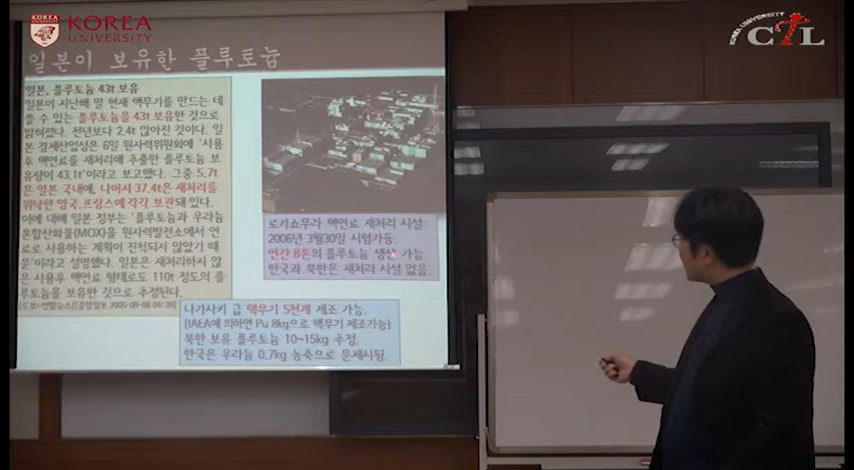 KOREA
UNIVERSITY
KOREA UNIVERSITY
CTL
일본이 보유한 플루토늄
일본, 플루토늄 43t 보유
일본이 지난해 말 현재 핵무기를 만드는 데
쓸 수 있는 플루토늄을 43t 보유한 것으로
밝혀졌다. 전년보다 2.4t 많아진 것이다. 일
본 경제산업성은 6일 원자력위원회에 '사용
후 핵연료를 재처리해 추출한 플루토늄 보
유량이 43.1t'이라고 보고했다. 그중 5.7t
은 일본 국내에, 나머지 37.4t은 재처리를
위탁한 영국·프랑스에 각각 보관돼 있다.
이에 대해 일본 정부는 '플루토늄과 우라늄
혼합산화물(MOX)을 원자력발전소에서 연
료로 사용하는 계획이 진척되지 않았기 때
문'이라고 설명했다. 일본은 재처리하지 않
은 사용후 핵연료 형태로도 110t 정도의 플
루토늄을 보유한 것으로 추정된다.
로카쇼무라 핵연료 재처리 시설:
2006년 3월30일 시험가동.
연간 8톤의 플루토늄 생산 가능.
한국과 북한은 재처리 시설 없음.
나가사키 급 핵무기 5천개 제조 가능.
(IAEA에 의하면 Pu 8kg으로 핵무기 제조가능)
북한 보유 플루토늄 10~15kg 추정.
한국은 우라늄 0.7kg 농축으로 문제시됨.